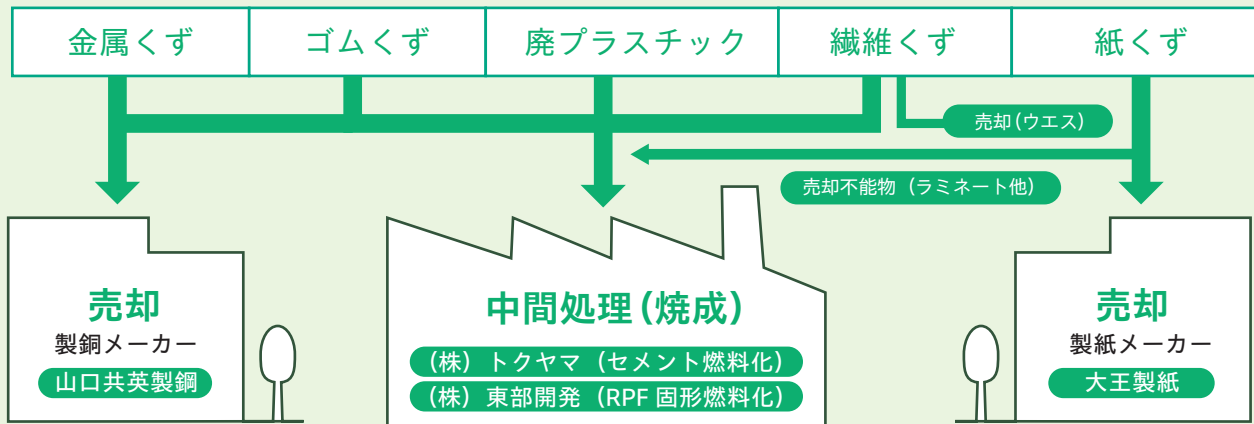 金属くず
ゴムくず
廃プラスチック
繊維くず
紙くず
売却(ウエス)
売却不能物（ラミネート他）
売却
製銅メーカー
山口共英製鋼
中間処理(焼成)
（株）トクヤマ（セメント燃料化）
（株）東部開発（RPF 固形燃料化）
売却
製紙メーカー
大王製紙